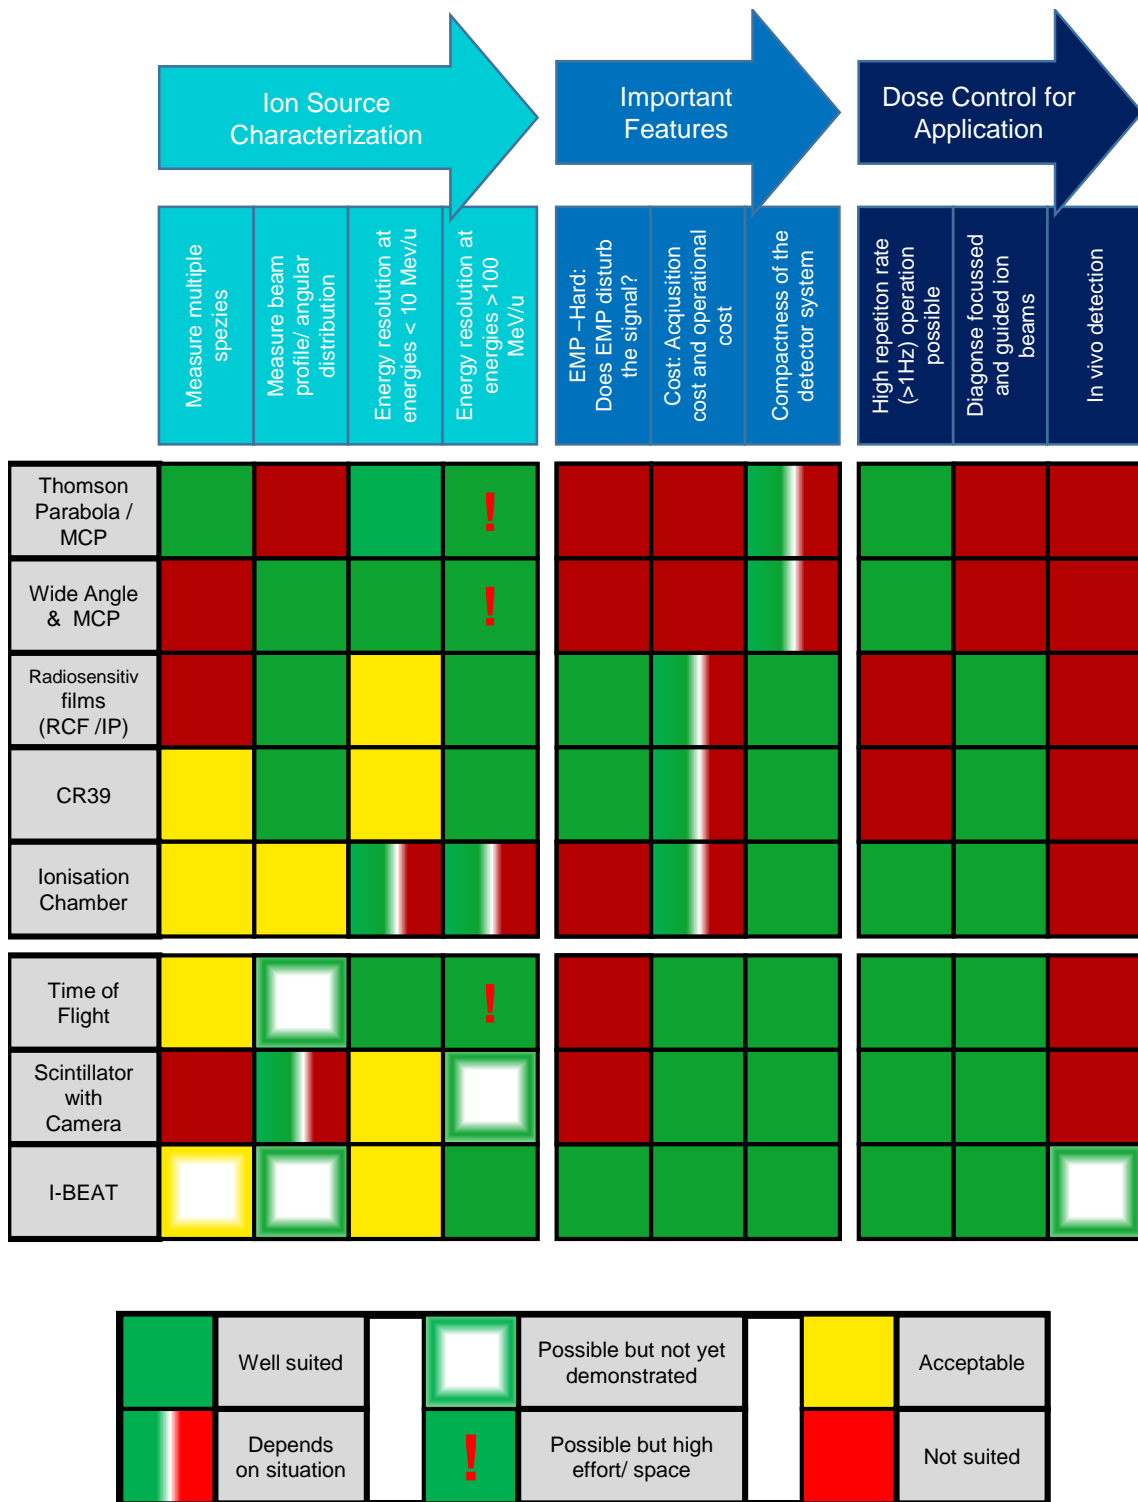 Ion Source
Characterization
Important
Features
Dose Control for
Application
Measure multiple
spezies
Measure beam
profile/ angular
distribution
Energy resolution at
energies < 10 Mev/u
Energy resolution at
energies >100
MeV/u
EMP –Hard:
Does EMP disturb
the signal?
Cost: Acqjusition
cost and operational
cost
Compactness of the
detector system
High repetiton rate
(>1Hz) operation
possible
Diagonse focussed
and guided ion
beams
In vivo detection
Thomson
Parabola /
MCP
!
Wide Angle
& MCP
!
Radiosensitiv
films
(RCF /IP)
CR39
Ionisation
Chamber
Time of
Flight
!
Scintillator
with
Camera
I-BEAT
Well suited
Possible but not yet
demonstrated
Acceptable
Depends
on situation
!
Possible but high
effort/ space
Not suited